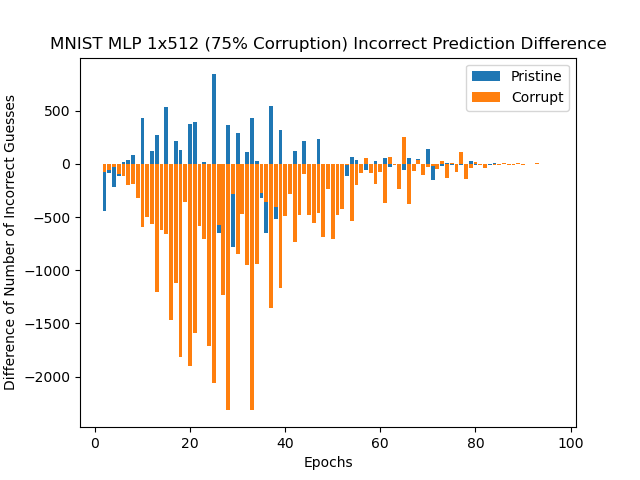 MNIST MLP 1x512 (75% Corruption) Incorrect Prediction Difference
Pristine
Corrupt
Difference of Number of Incorrect Guesses
500
0
−500
−1000
−1500
−2000
0 20 40 60 80 100
Epochs